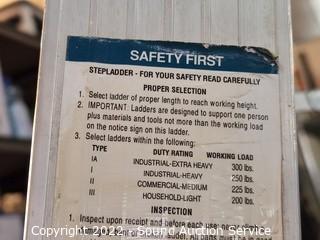 SAFETY FIRST
STEPLADDER - FOR YOUR SAFETY READ CAREFULLY
PROPER SELECTION
1. Select ladder of proper length to reach working height.
2. IMPORTANT: Ladders are designed to support one person
plus materials and tools not more than the working load
on the notice sign on this ladder.
3. Select ladders within the following:
TYPE DUTY RATING WORKING LOAD
IA INDUSTRIAL-EXTRA HEAVY 300 lbs.
I INDUSTRIAL-HEAVY 250 lbs.
II COMMERCIAL-MEDIUM 225 lbs.
III HOUSEHOLD-LIGHT 200 lbs.
INSPECTION
1. Inspect upon receipt and before each use
Copyright 2022 - Sound Auction Service